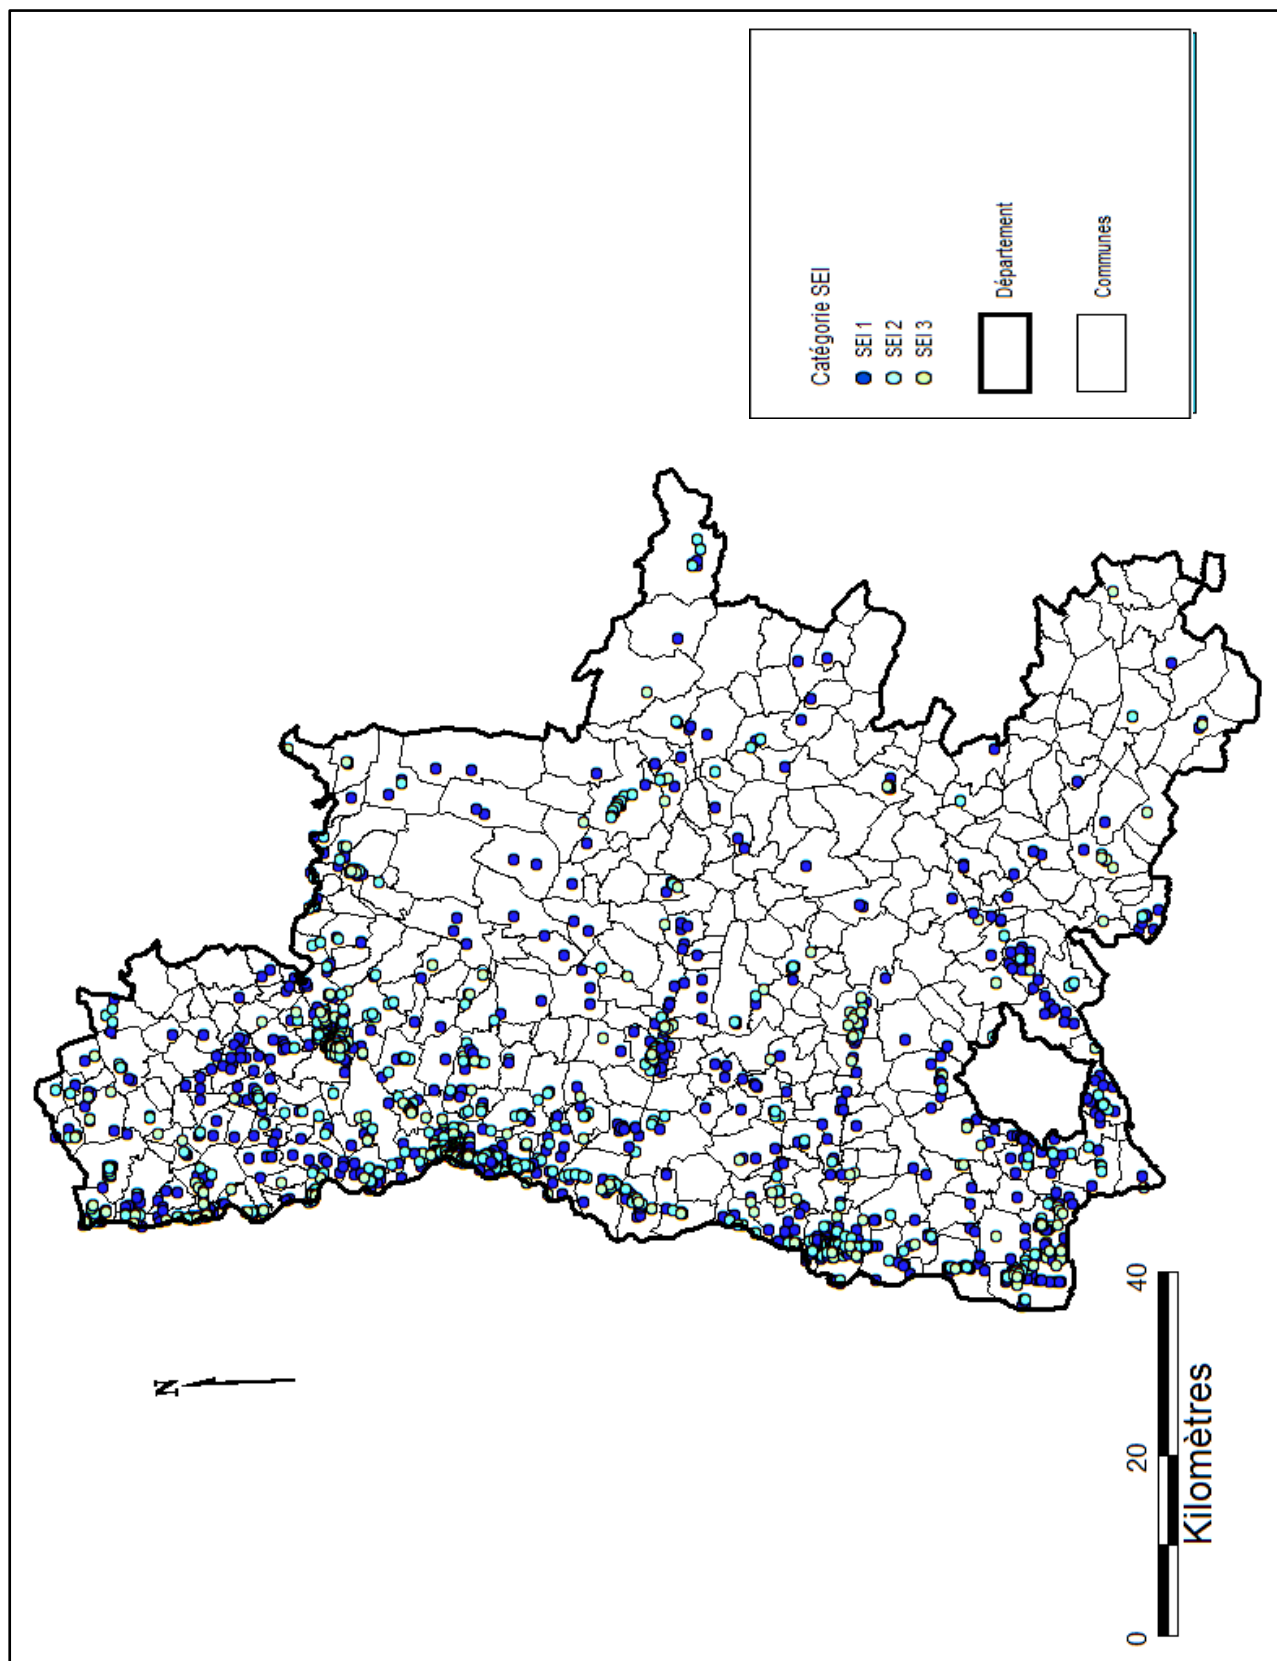 N
Catégorie SEI
SEI 1
SEI 2
SEI 3
Département
Communes
0 20 40
Kilomètres